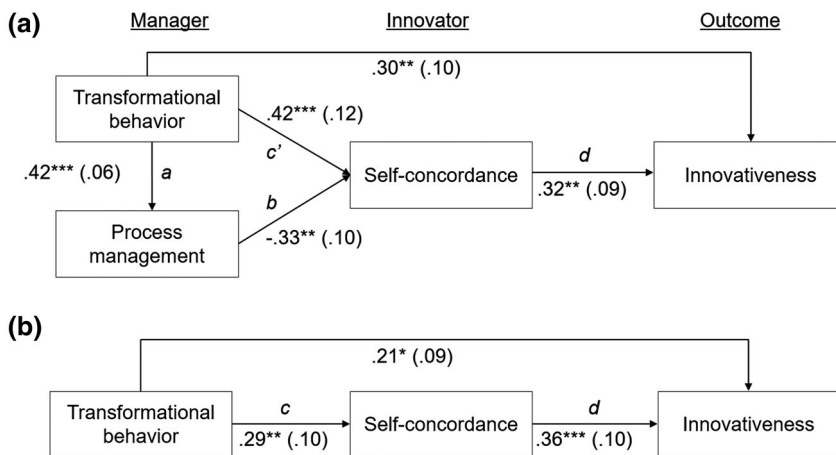 (a)
Manager
Innovator
Outcome
.30** (.10)
Transformational
behavior
.42*** (.12)
c’
.42*** (.06)
a
Self-concordance
d
.32** (.09)
Innovativeness
b
Process
management
-.33** (.10)
(b)
.21* (.09)
Transformational
behavior
c
.29** (.10)
Self-concordance
d
.36*** (.10)
Innovativeness